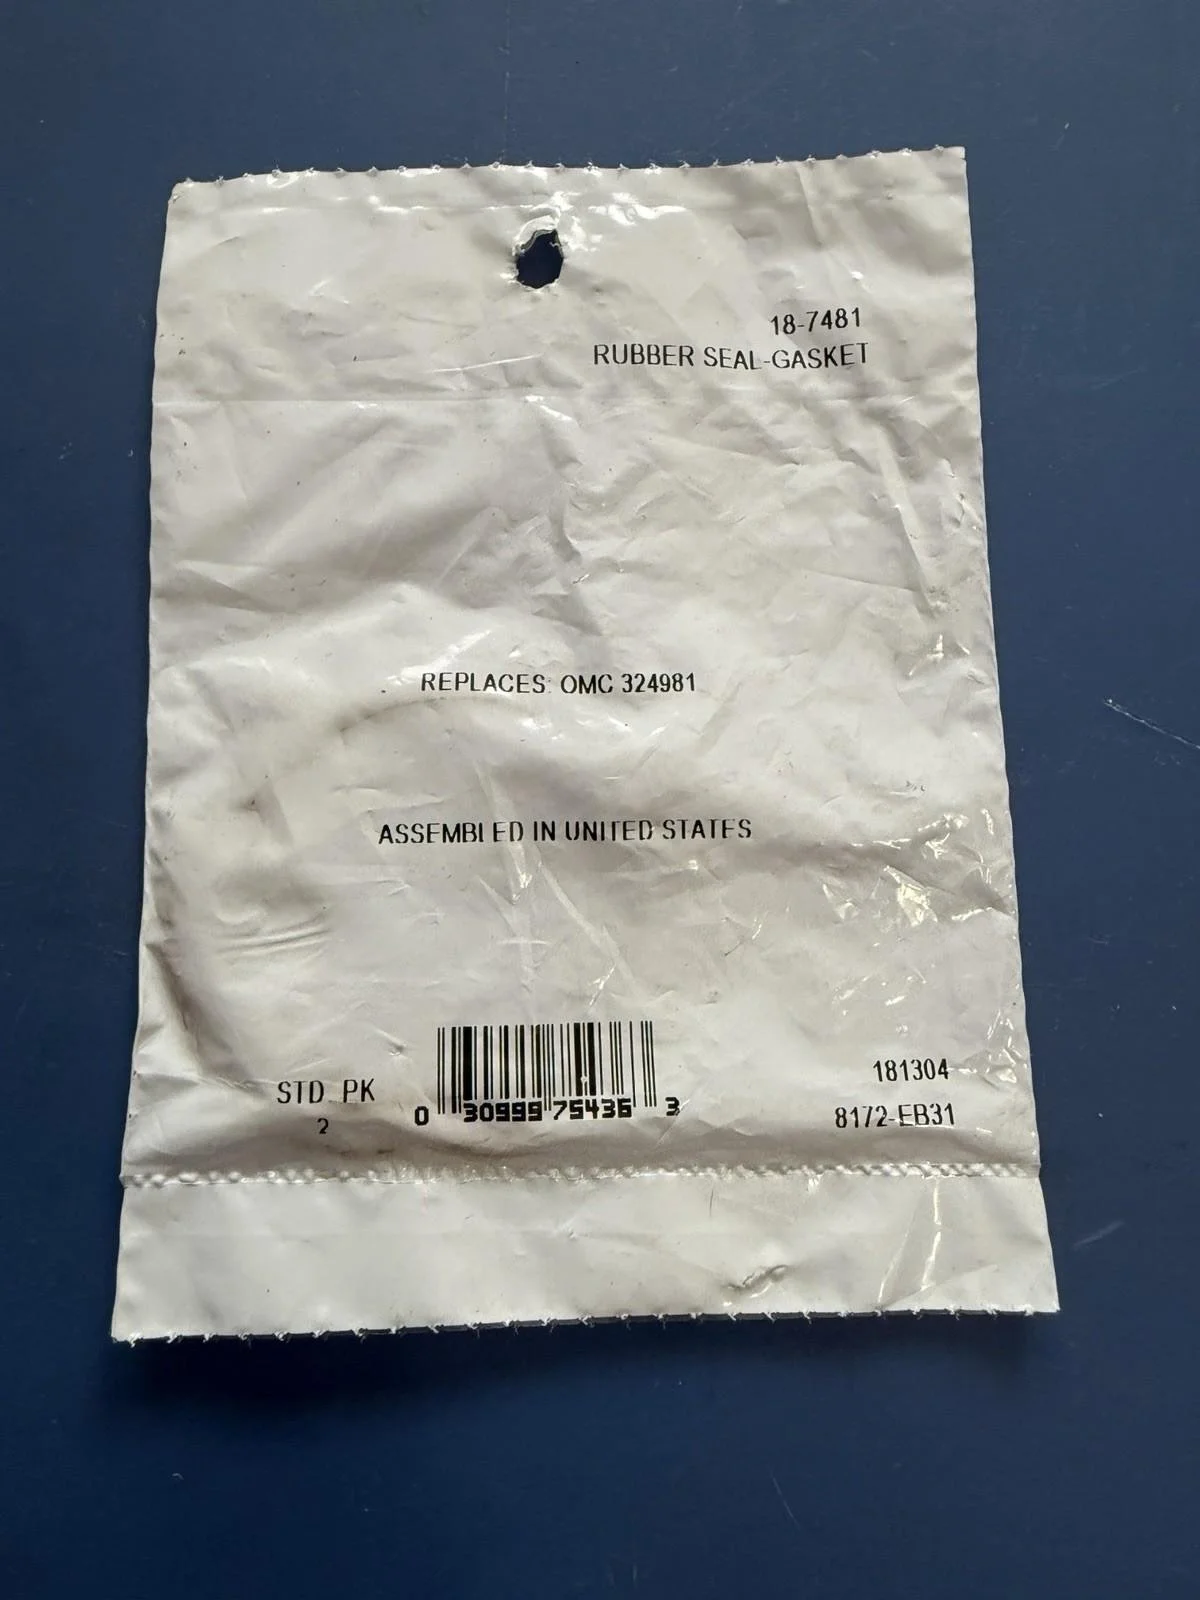 18-7481
RUBBER SEAL-GASKET
REPLACES: OMC 324981
ASSEMBLED IN UNITED STATES
STD. PK
2
0 30999 75436 3
181304
8172-EB31